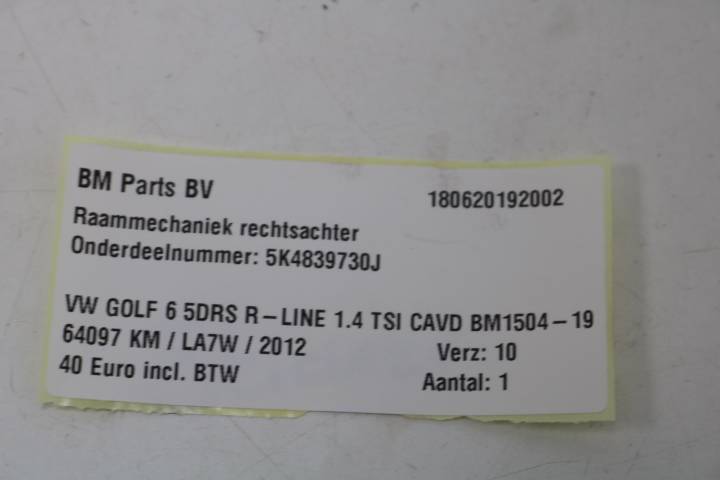 BM Parts BV 180620192002
Raammechaniek rechtsachter
Onderdeelnummer: 5K4839730J
VW GOLF 6 5DRS R-LINE 1.4 TSI CAVD BM1504-19
64097 KM / LA7W / 2012 Verz: 10
40 Euro incl. BTW Aantal: 1